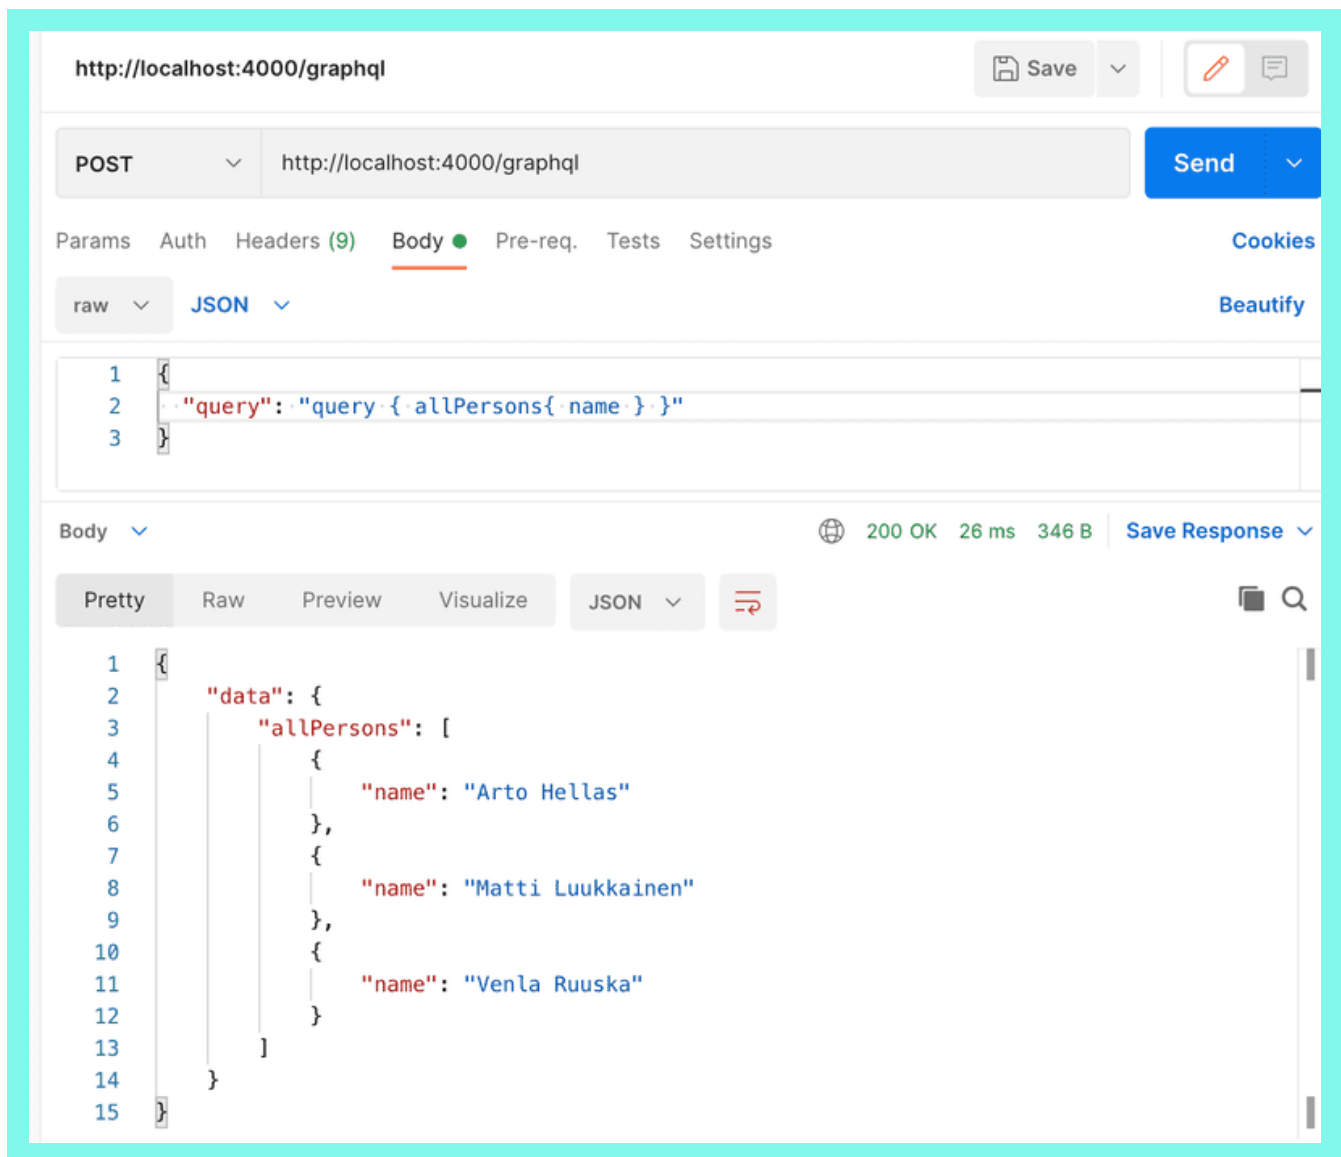 http://localhost:4000/graphql Save
POST http://localhost:4000/graphql Send
Params Auth Headers (9) Body Pre-req. Tests Settings Cookies
raw JSON Beautify
1 {
2 "query": "query { allPersons{ name } }"
3 }
Body 200 OK 26 ms 346 B Save Response
Pretty Raw Preview Visualize JSON
1 {
2 "data": {
3 "allPersons": [
4 {
5 "name": "Arto Hellas"
6 },
7 {
8 "name": "Matti Luukkainen"
9 },
10 {
11 "name": "Venla Ruuska"
12 }
13 ]
14 }
15 }